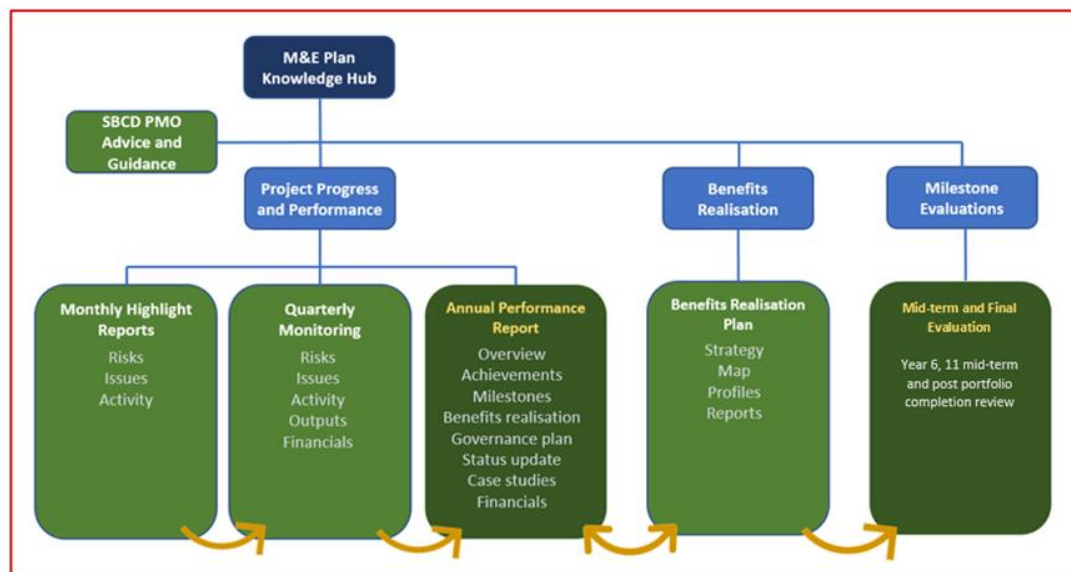 M&E Plan
Knowledge Hub
SBCD PMO
Advice and
Guidance
Project Progress
and Performance
Benefits
Realisation
Milestone
Evaluations
Monthly Highlight
Reports
Risks
Issues
Activity
Quarterly
Monitoring
Risks
Issues
Activity
Outputs
Financials
Annual Performance
Report
Overview
Achievements
Milestones
Benefits realisation
Governance plan
Status update
Case studies
Financials
Benefits Realisation
Plan
Strategy
Map
Profiles
Reports
Mid-term and Final
Evaluation
Year 6, 11 mid-term
and post portfolio
completion review